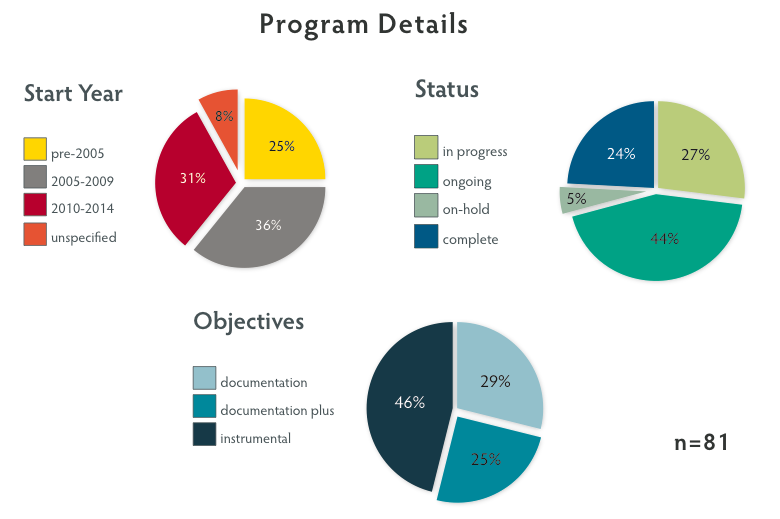 Program Details
Start Year
pre-2005
2005-2009
2010-2014
unspecified
8%
25%
31%
36%
Status
in progress
ongoing
on-hold
complete
24%
27%
5%
44%
Objectives
documentation
documentation plus
instrumental
29%
46%
25%
n=81